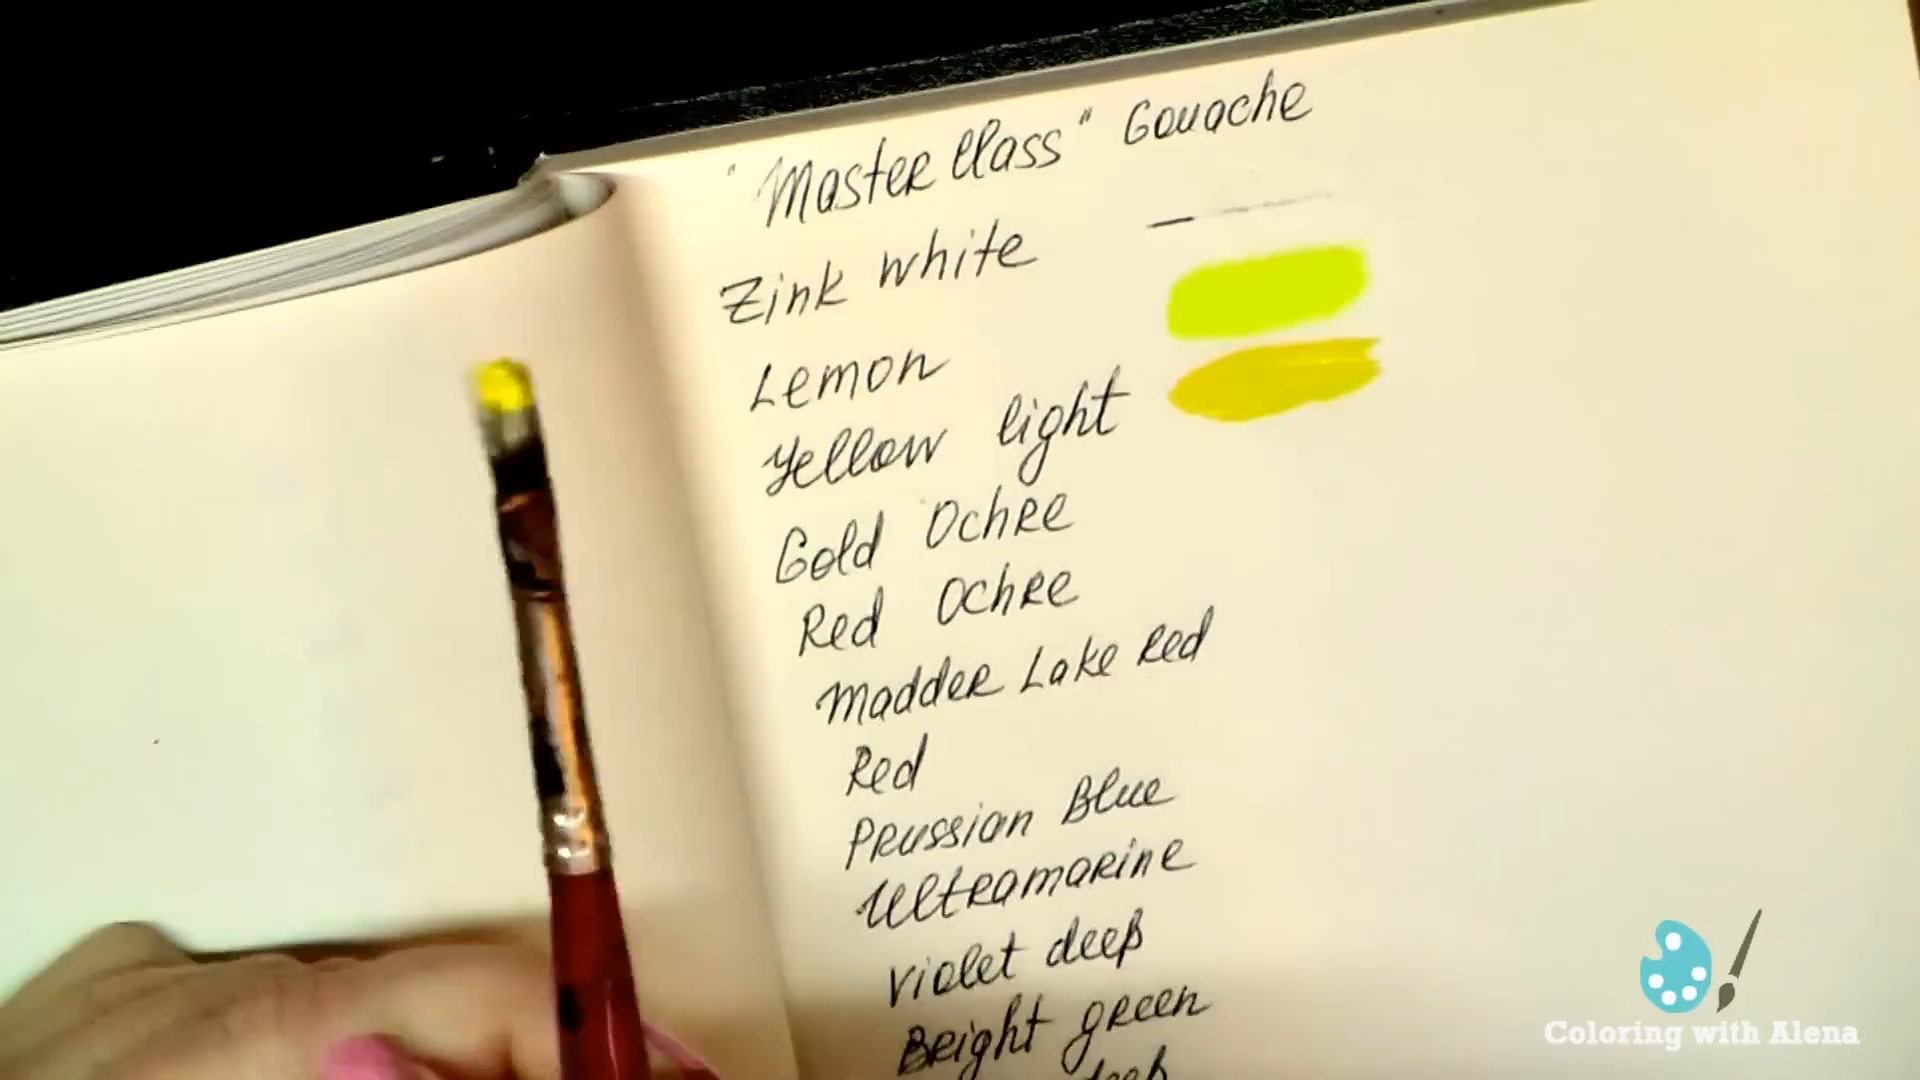 "Master Class" Gouache
Zink white
Lemon
Yellow light
Gold Ochre
Red Ochre
Madder Lake Red
Red
Prussian Blue
Ultramarine
Violet deep
Bright green
deep
Coloring with Alena